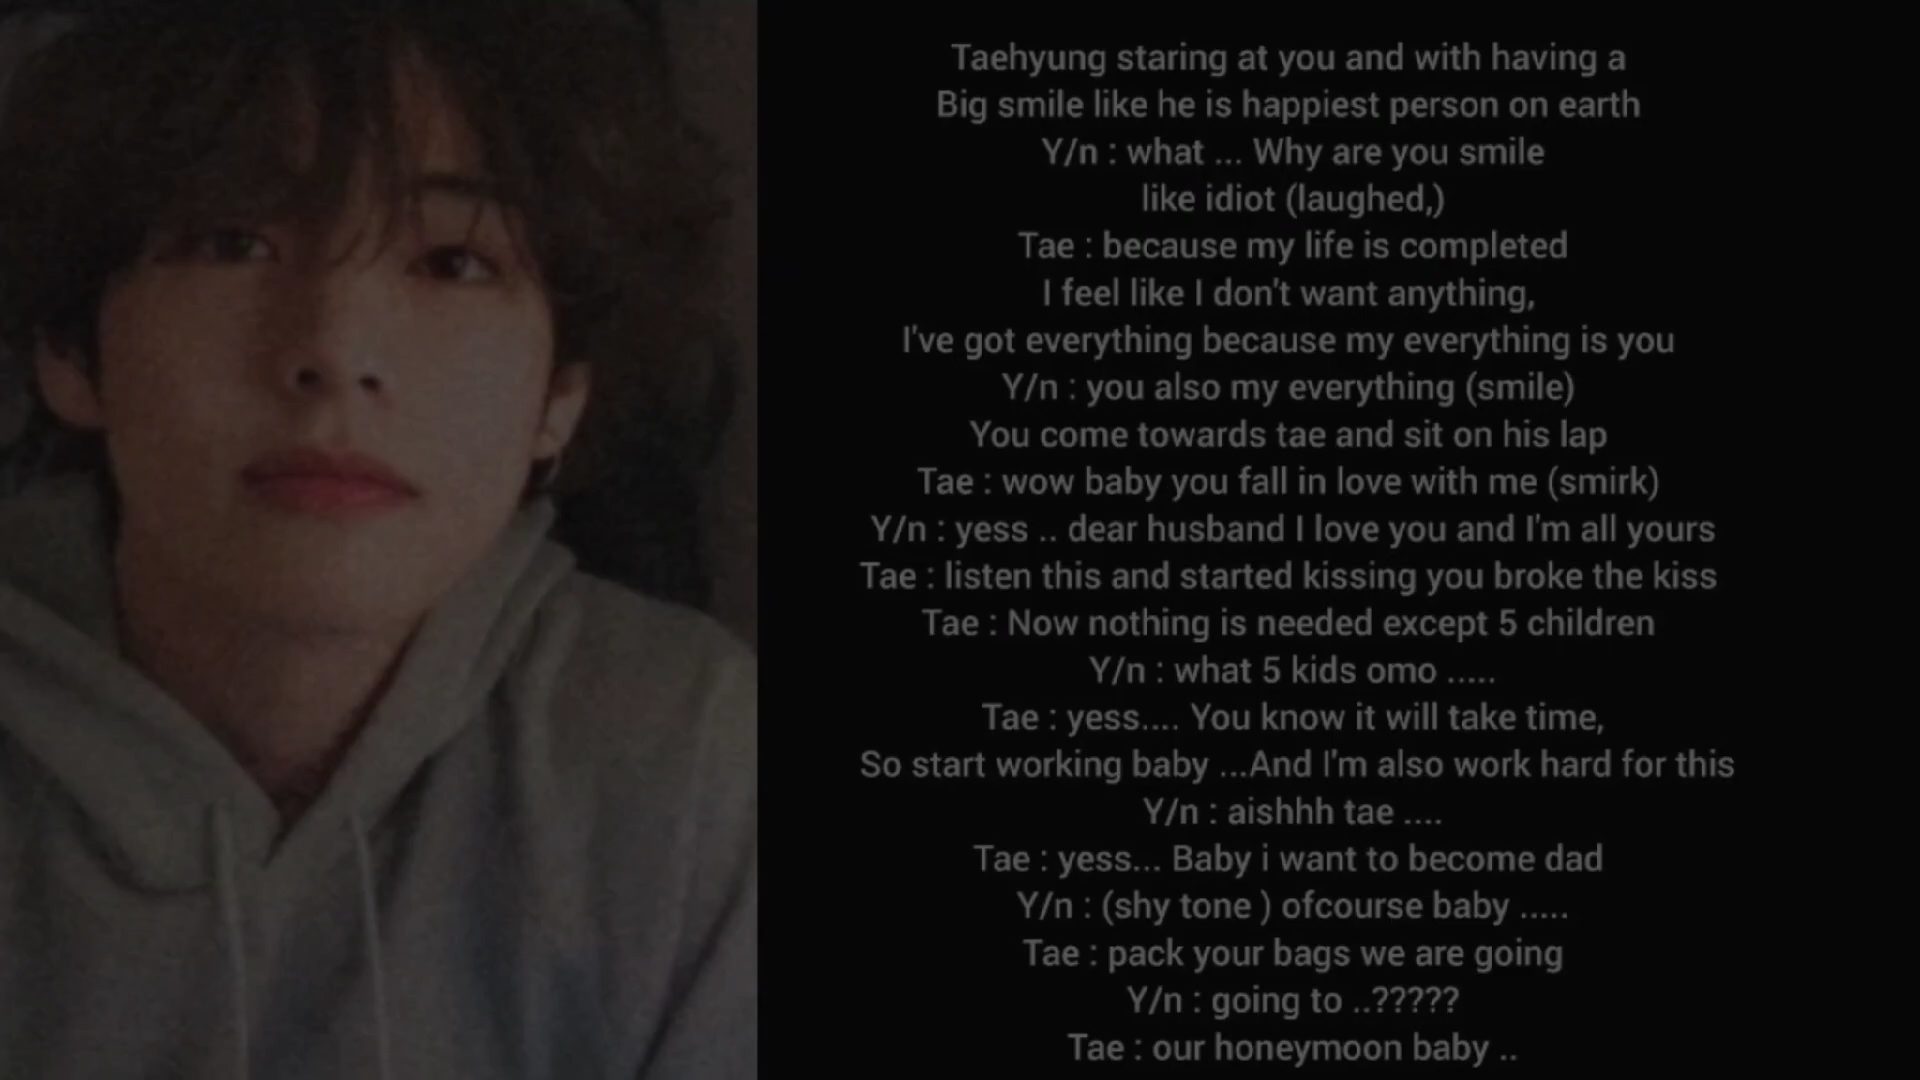 Taehyung staring at you and with having a
Big smile like he is happiest person on earth
Y/n : what ... Why are you smile
like idiot (laughed,)
Tae : because my life is completed
I feel like I don't want anything,
I've got everything because my everything is you
Y/n : you also my everything (smile)
You come towards tae and sit on his lap
Tae : wow baby you fall in love with me (smirk)
Y/n : yess .. dear husband I love you and I'm all yours
Tae : listen this and started kissing you broke the kiss
Tae : Now nothing is needed except 5 children
Y/n : what 5 kids omo .....
Tae : yess.... You know it will take time,
So start working baby ...And I'm also work hard for this
Y/n : aishhh tae ....
Tae : yess... Baby i want to become dad
Y/n : (shy tone ) ofcourse baby .....
Tae : pack your bags we are going
Y/n : going to ..?????
Tae : our honeymoon baby ..